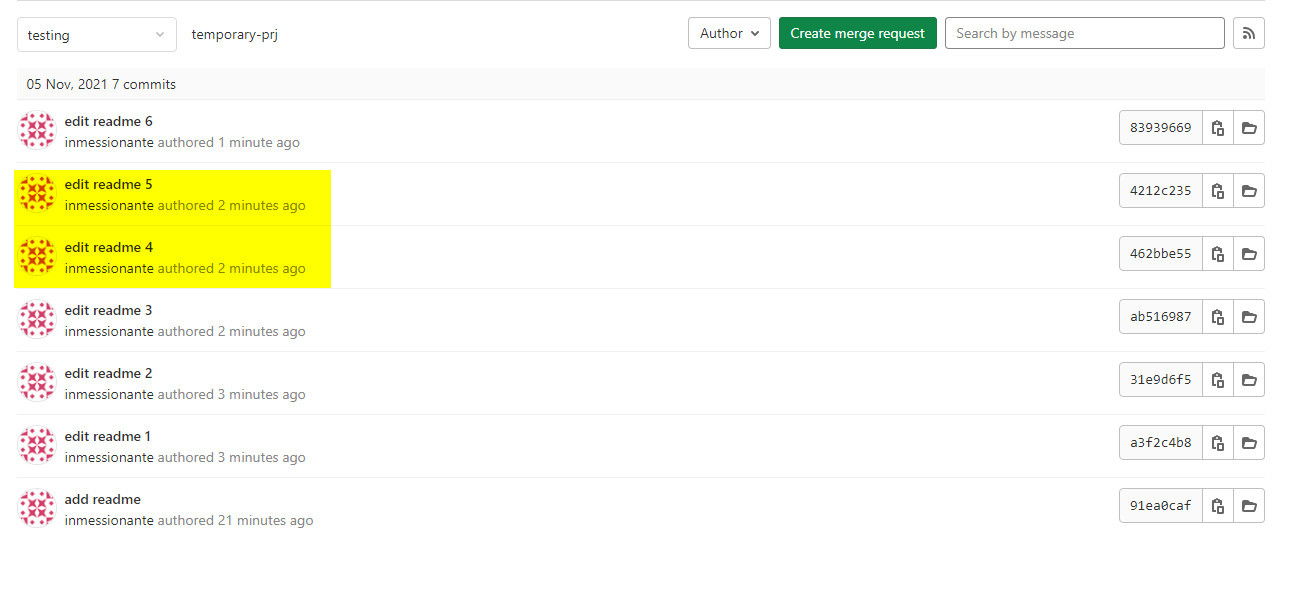 testing temporary-prj Author Create merge request Search by message
05 Nov, 2021 7 commits
edit readme 6
inmessionante authored 1 minute ago 83939669
edit readme 5
inmessionante authored 2 minutes ago 4212c235
edit readme 4
inmessionante authored 2 minutes ago 462bbe55
edit readme 3
inmessionante authored 2 minutes ago ab516987
edit readme 2
inmessionante authored 3 minutes ago 31e9d6f5
edit readme 1
inmessionante authored 3 minutes ago a3f2c4b8
add readme
inmessionante authored 21 minutes ago 91ea0caf